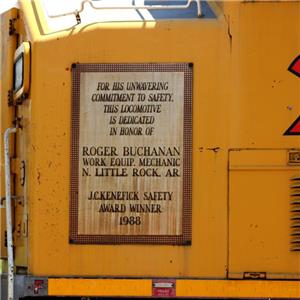 FOR HIS UNWAVERING
COMMITMENT TO SAFETY,
THIS LOCOMOTIVE
IS DEDICATED
IN HONOR OF
ROGER BUCHANAN
WORK EQUIP. MECHANIC
N. LITTLE ROCK, AR
J.C.KENEFICK SAFETY
AWARD WINNER
1988